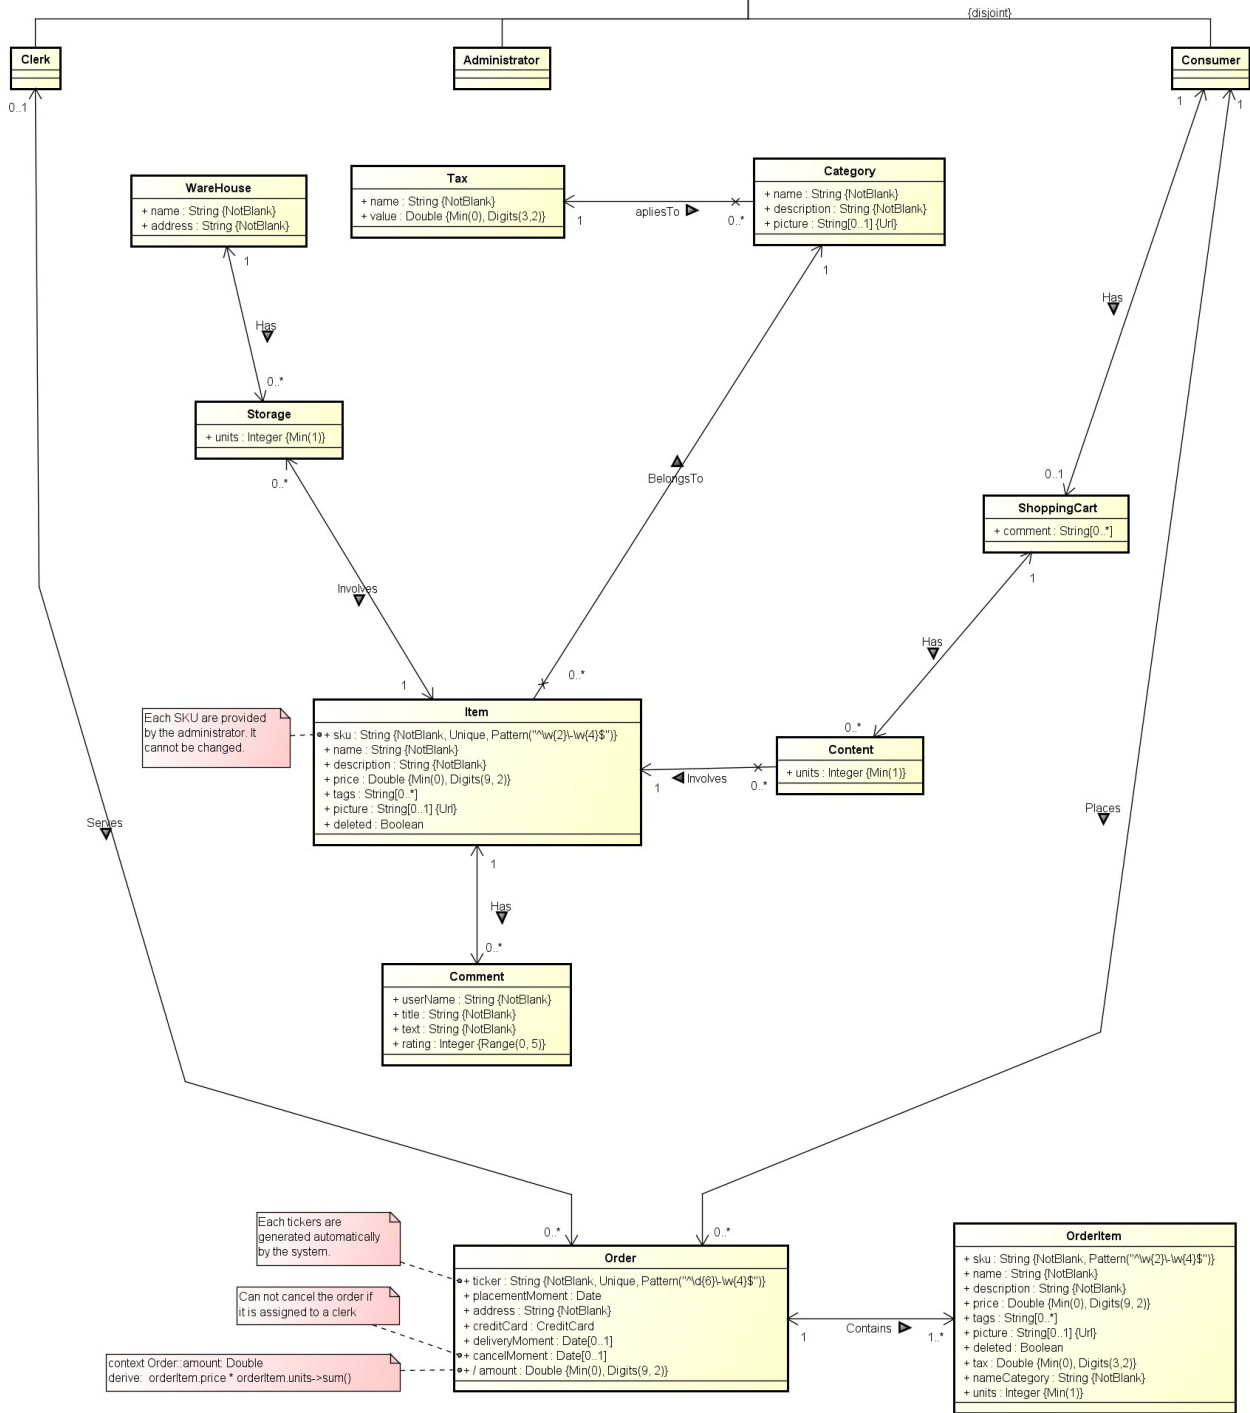 {disjoint}
Clerk
Administrator
Consumer
0..1
1
1
WareHouse
+ name : String {NotBlank}
+ address : String {NotBlank}
Tax
+ name : String {NotBlank}
+ value : Double {Min(0), Digits(3,2)}
Category
+ name : String {NotBlank}
+ description : String {NotBlank}
+ picture : String[0..1] {Url}
1
apliesTo
0..*
1
1
Has
0..*
Has
Storage
+ units : Integer {Min(1)}
0..*
BelongsTo
0..1
ShoppingCart
+ comment : String[0..*]
1
Involves
1
0..*
Has
0..*
Each SKU are provided
by the administrator. It
cannot be changed.
Item
+ sku : String {NotBlank, Unique, Pattern("^\w{2}\-\w{4}$")}
+ name : String {NotBlank}
+ description : String {NotBlank}
+ price : Double {Min(0), Digits(9, 2)}
+ tags : String[0..*]
+ picture : String[0..1] {Url}
+ deleted : Boolean
Content
+ units : Integer {Min(1)}
1
Involves
0..*
Serves
Places
1
Has
0..*
Comment
+ userName : String {NotBlank}
+ title : String {NotBlank}
+ text : String {NotBlank}
+ rating : Integer {Range(0, 5)}
0..*
0..*
Each tickers are
generated automatically
by the system.
Can not cancel the order if
it is assigned to a clerk
context Order::amount: Double
derive:  orderItem.price * orderItem.units->sum()
Order
+ ticker : String {NotBlank, Unique, Pattern("^\d{6}\-\w{4}$")}
+ placementMoment : Date
+ address : String {NotBlank}
+ creditCard : CreditCard
+ deliveryMoment : Date[0..1]
+ cancelMoment : Date[0..1]
+ / amount : Double {Min(0), Digits(9, 2)}
1
Contains
1..*
OrderItem
+ sku : String {NotBlank, Pattern("^\w{2}\-\w{4}$")}
+ name : String {NotBlank}
+ description : String {NotBlank}
+ price : Double {Min(0), Digits(9, 2)}
+ tags : String[0..*]
+ picture : String[0..1] {Url}
+ deleted : Boolean
+ tax : Double {Min(0), Digits(3,2)}
+ nameCategory : String {NotBlank}
+ units : Integer {Min(1)}